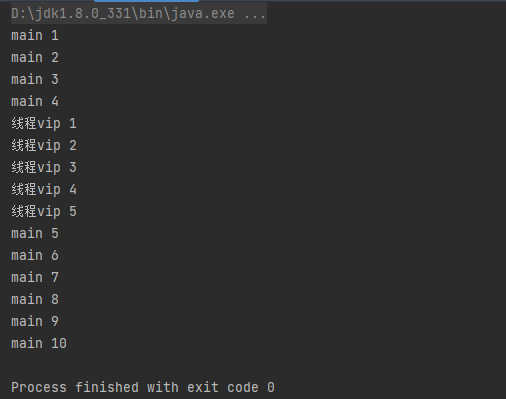 D:\jdk1.8.0_331\bin\java.exe ...
main 1
main 2
main 3
main 4
线程vip 1
线程vip 2
线程vip 3
线程vip 4
线程vip 5
main 5
main 6
main 7
main 8
main 9
main 10
Process finished with exit code 0